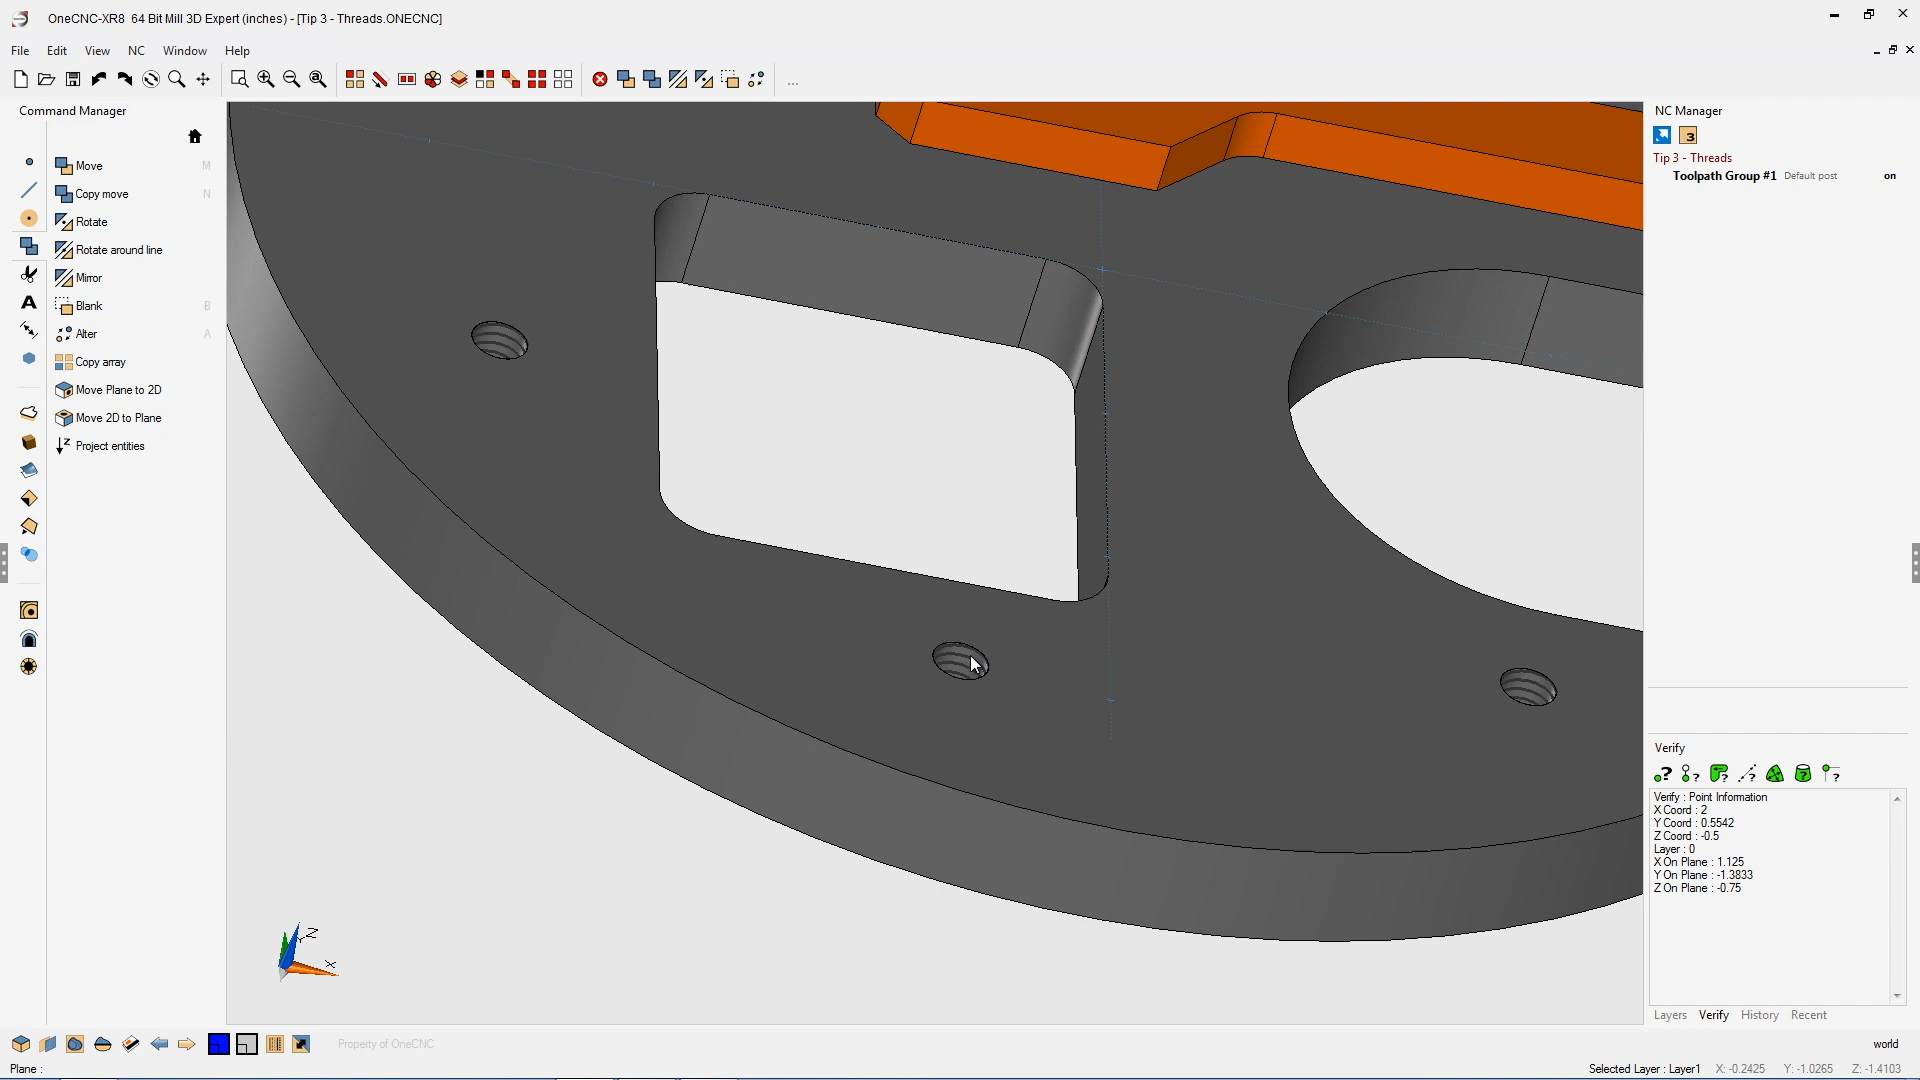 OneCNC-XR8 64 Bit Mill 3D Expert (inches) - [Tip 3 - Threads.ONECNC]
File Edit View NC Window Help
...
Command Manager
Move M
Copy move N
Rotate
Rotate around line
Mirror
Blank B
Alter A
Copy array
Move Plane to 2D
Move 2D to Plane
Project entities
NC Manager
3
Tip 3 - Threads
Toolpath Group #1 Default post on
Verify
Verify : Point Information
X Coord : 2
Y Coord : 0.5542
Z Coord : -0.5
Layer : 0
X On Plane : 1.125
Y On Plane : -1.3833
Z On Plane : -0.75
Layers Verify History Recent
Z
Y
X
Property of OneCNC
world
Plane :
Selected Layer : Layer1 X: -0.2425 Y: -1.0265 Z: -1.4103